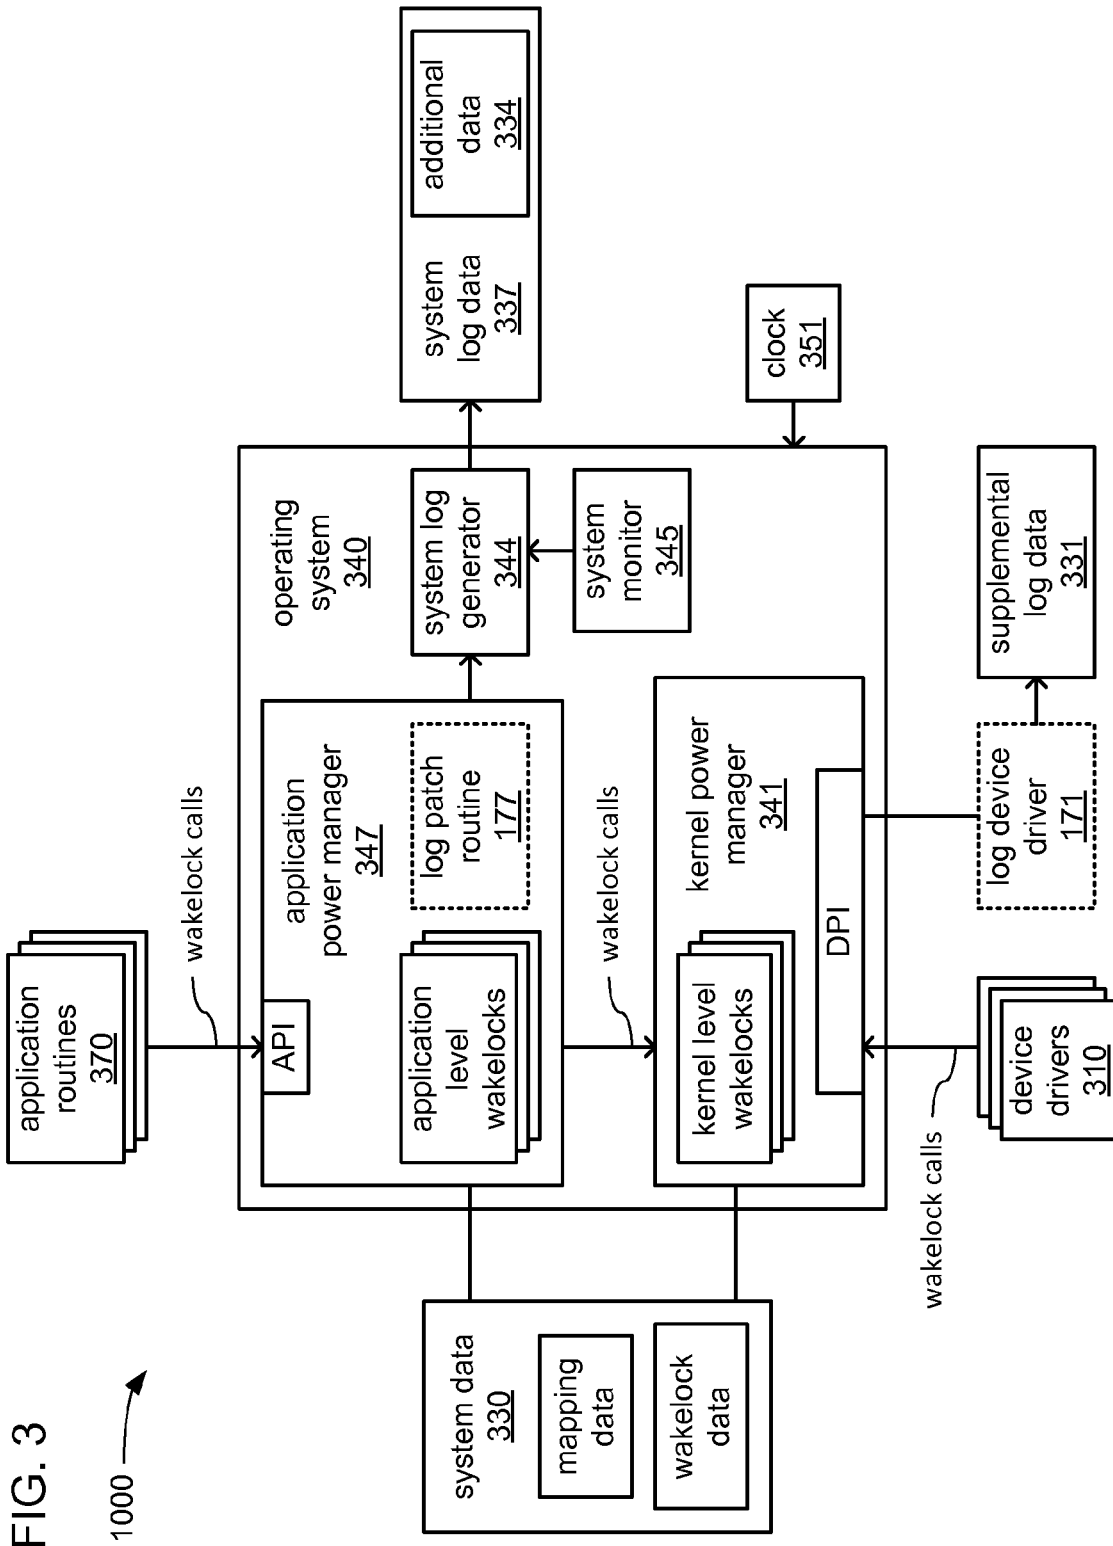 FIG. 3
1000
application
routines
370
wakelock calls
operating
system
340
API
application
power manager
347
application
level
wakelocks
log patch
routine
177
system log
generator
344
system
log data
337
additional
data
334
system data
330
mapping
data
wakelock
data
wakelock calls
system
monitor
345
kernel level
wakelocks
kernel power
manager
341
DPI
clock
351
wakelock calls
device
drivers
310
log device
driver
171
supplemental
log data
331